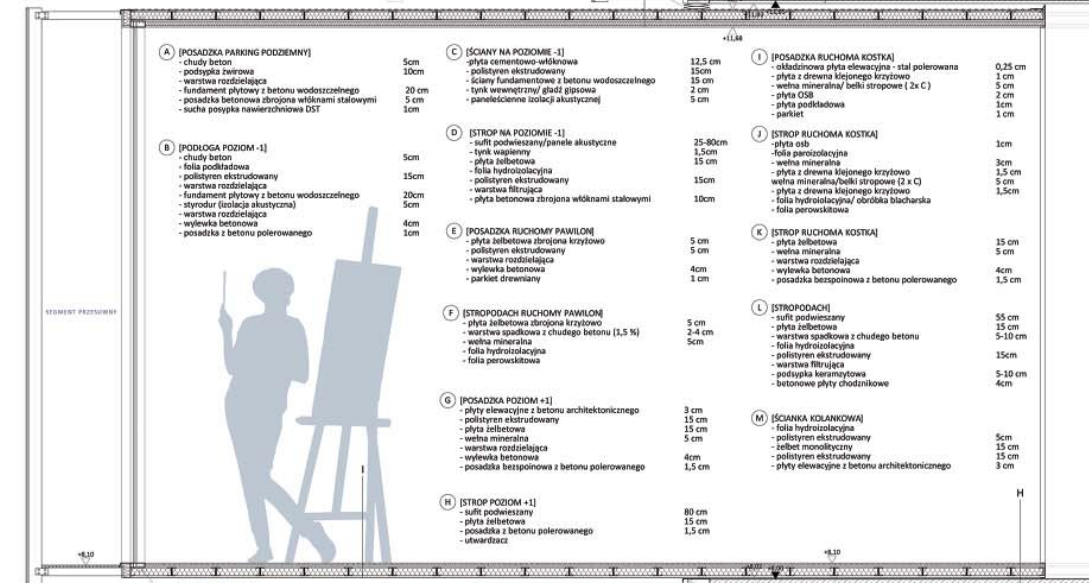 +11,68
A [POSADZKA PARKING PODZIEMNY]
- chudy beton 5cm
- podsypka żwirowa 10cm
- warstwa rozdzielająca
- fundament płytowy z betonu wodoszczelnego 20 cm
- posadzka betonowa zbrojona włóknami stalowymi 5 cm
- sucha posypka nawierzchniowa DST 1cm
B [PODŁOGA POZIOM -1]
- chudy beton 5cm
- folia podkładowa
- polistyren ekstrudowany 15cm
- warstwa rozdzielająca
- fundament płytowy z betonu wodoszczelnego 20cm
- styrodur (izolacja akustyczna) 5cm
- warstwa rozdzielająca
- wylewka betonowa 4cm
- posadzka z betonu polerowanego 1cm
SEGMENT PRZESUWNY
C [ŚCIANY NA POZIOMIE -1]
-płyta cementowo-włóknowa 12,5 cm
- polistyren ekstrudowany 15cm
- ściany fundamentowe z betonu wodoszczelnego 15 cm
- tynk wewnętrzny/ gładź gipsowa 2 cm
- paneleścienne izolacji akustycznej 5 cm
D [STROP NA POZIOMIE -1]
- sufit podwieszany/panele akustyczne 25-80cm
- tynk wapienny 1,5cm
- płyta żelbetowa 15 cm
- folia hydroizolacyjna
- polistyren ekstrudowany 15cm
- warstwa filtrująca
- płyta betonowa zbrojona włóknami stalowymi 10cm
E [POSADZKA RUCHOMY PAWILON]
- płyta żelbetowa zbrojona krzyżowo 5 cm
- polistyren ekstrudowany 5 cm
- warstwa rozdzielająca
- wylewka betonowa 4cm
- parkiet drewniany 1 cm
F [STROPODACH RUCHOMY PAWILON]
- płyta żelbetowa zbrojona krzyżowo 5 cm
- warstwa spadkowa z chudego betonu (1,5 %) 2-4 cm
- wełna mineralna 5cm
- folia hydroizolacyjna
- folia perowskitowa
G [POSADZKA POZIOM +1]
- płyty elewacyjne z betonu architektonicznego 3 cm
- polistyren ekstrudowany 15 cm
- płyta żelbetowa 15 cm
- wełna mineralna 5 cm
- warstwa rozdzielająca
- wylewka betonowa 4cm
- posadzka bezspoinowa z betonu polerowanego 1,5 cm
H [STROP POZIOM +1]
- sufit podwieszany 80 cm
- płyta żelbetowa 15 cm
- posadzka z betonu polerowanego 1,5 cm
- utwardzacz
I [POSADZKA RUCHOMA KOSTKA]
- okładzinowa płyta elewacyjna - stal polerowana 0,25 cm
- płyta z drewna klejonego krzyżowo 1 cm
- wełna mineralna/ belki stropowe ( 2x C ) 5 cm
- płyta OSB 2 cm
- płyta podkładowa 1cm
- parkiet 1 cm
J [STROP RUCHOMA KOSTKA]
-płyta osb 1cm
-folia paroizolacyjna
- wełna mineralna 3cm
- płyta z drewna klejonego krzyżowo 1,5 cm
wełna mineralna/belki stropowe (2 x C) 5 cm
- płyta z drewna klejonego krzyżowo 1,5cm
- folia hydroiolacyjna/ obróbka blacharska
- folia perowskitowa
K [STROP RUCHOMA KOSTKA]
- płyta żelbetowa 15 cm
- wełna mineralna 5 cm
- warstwa rozdzielająca
- wylewka betonowa 4cm
- posadzka bezspoinowa z betonu polerowanego 1,5 cm
L [STROPODACH]
- sufit podwieszany 55 cm
- płyta żelbetowa 15 cm
- warstwa spadkowa z chudego betonu 5-10 cm
- folia hydroizolacyjna
- polistyren ekstrudowany 15cm
- warstwa filtrująca
- podsypka keramzytowa 5-10 cm
- betonowe płyty chodznikowe 4cm
M [ŚCIANKA KOLANKOWA]
- folia hydroizolacyjna
- polistyren ekstrudowany 5cm
- żelbet monolityczny 15 cm
- polistyren ekstrudowany 15 cm
- płyty elewacyjne z betonu architektonicznego 3 cm
I
H
+8,10
+8,10